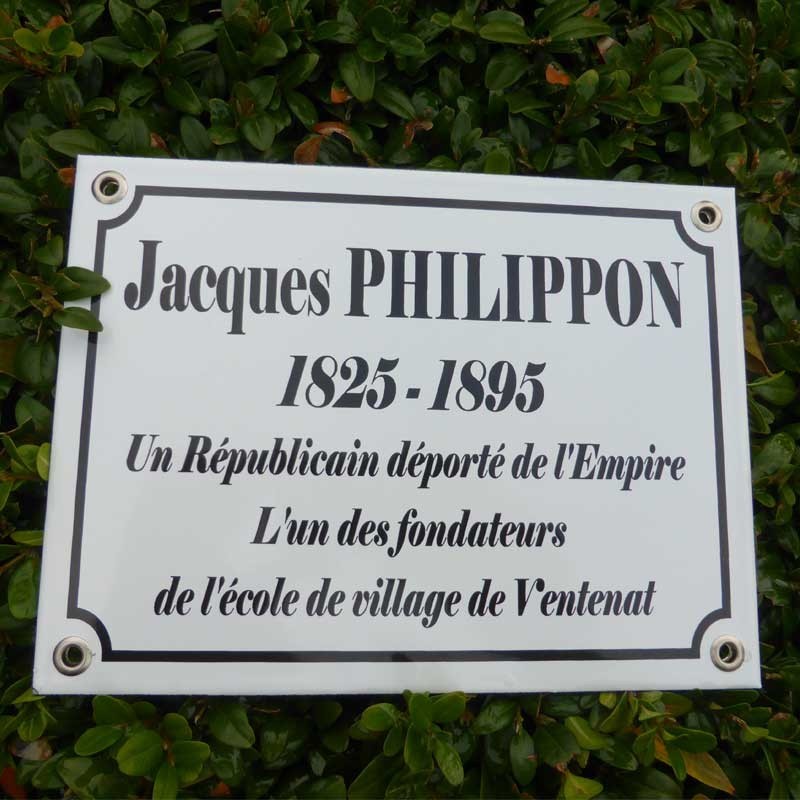 Jacques PHILIPPON
1825 - 1895
Un Républicain déporté de l'Empire
L'un des fondateurs
de l'école de village de Ventenat